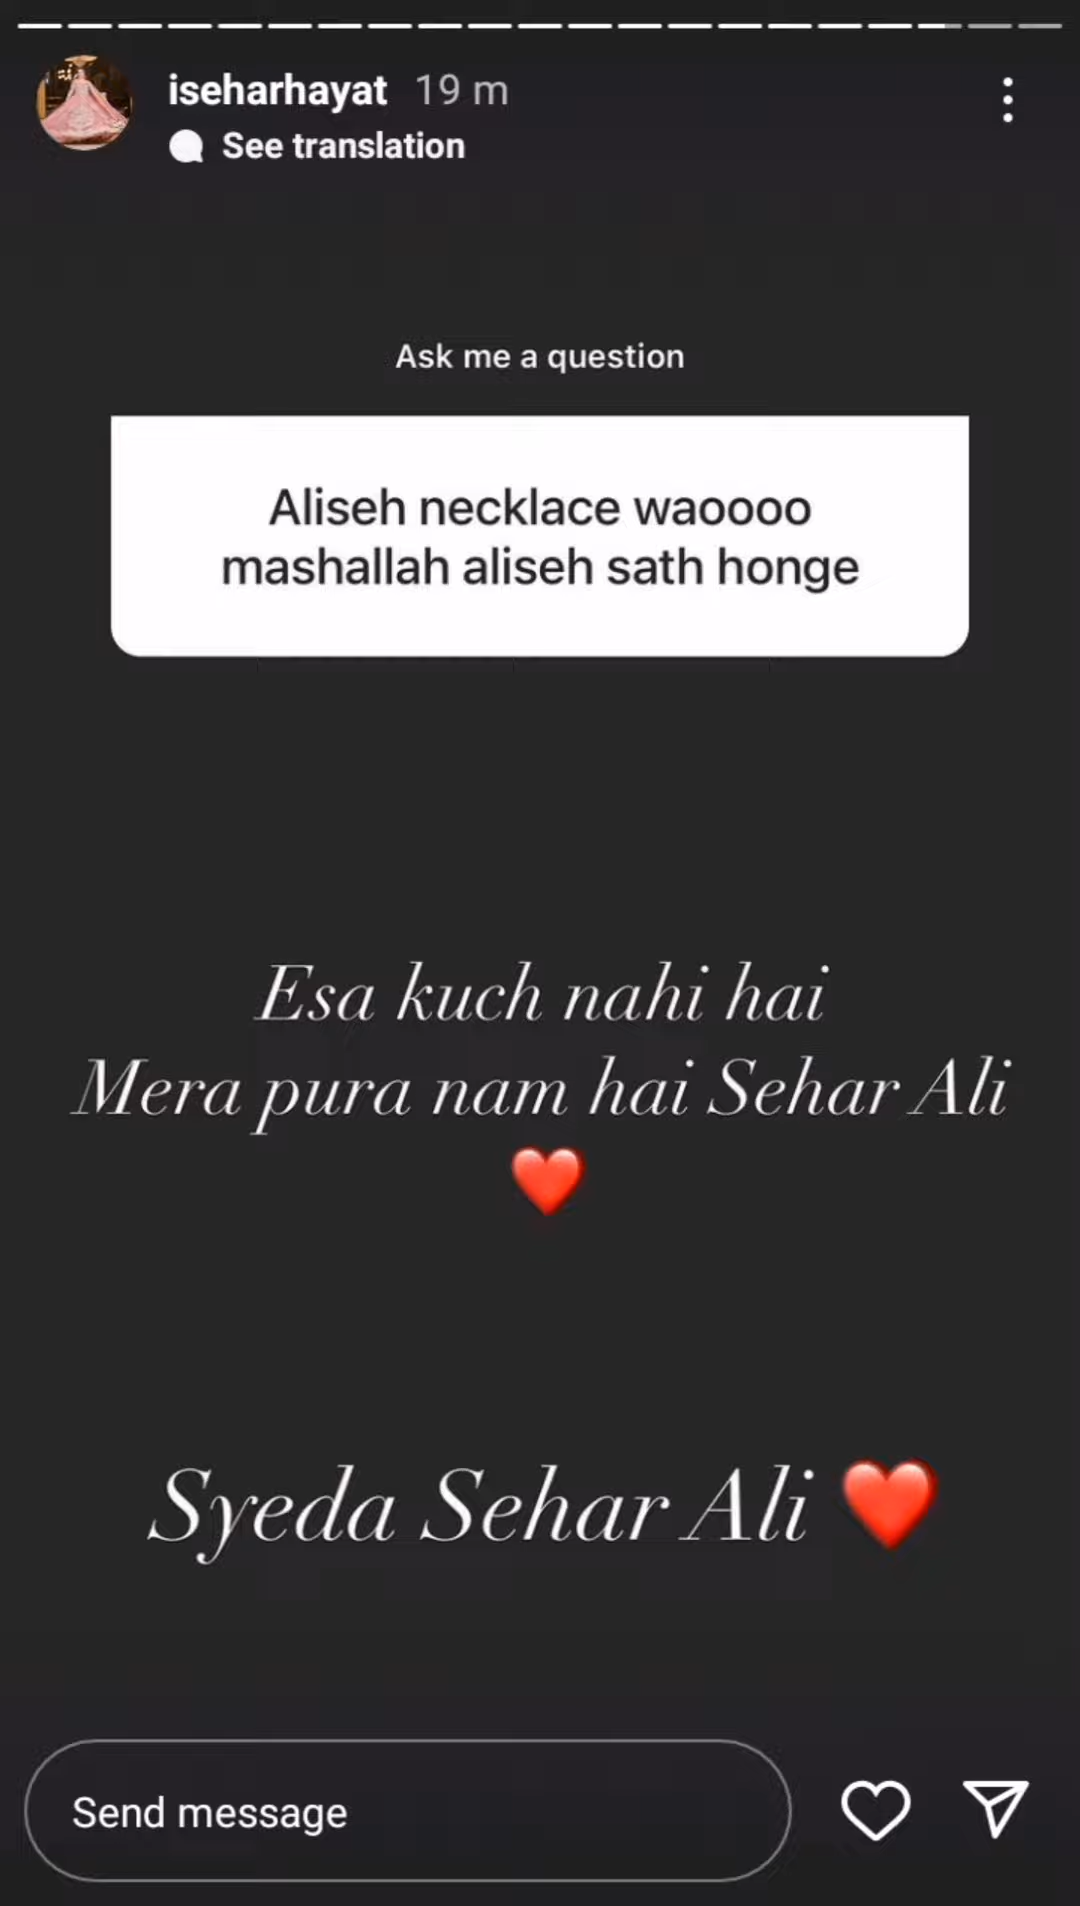 iseharhayat 19 m
See translation
Ask me a question
Aliseh necklace waoooo
mashallah aliseh sath honge
Esa kuch nahi hai
Mera pura nam hai Sehar Ali
❤️
Syeda Sehar Ali ❤️
Send message